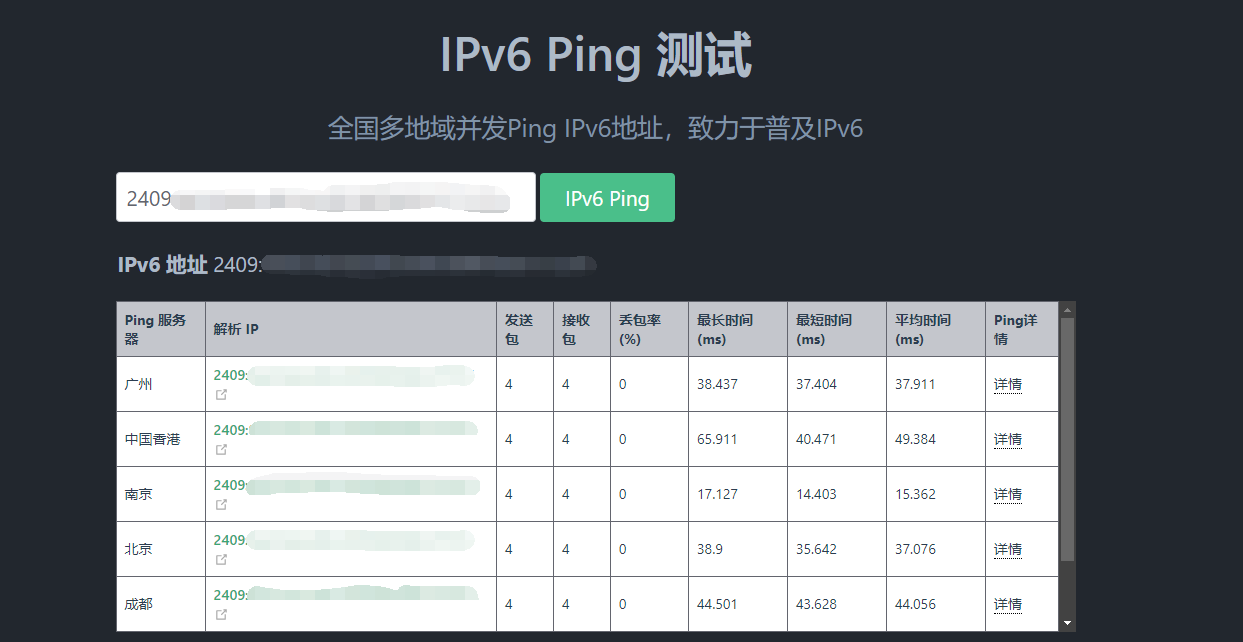 IPv6 Ping 测试
全国多地域并发Ping IPv6地址，致力于普及IPv6
2409
IPv6 Ping
IPv6 地址 2409:
Ping 服务器 解析 IP 发送包 接收包 丢包率(%) 最长时间(ms) 最短时间(ms) 平均时间(ms) Ping详情
广州 2409: 4 4 0 38.437 37.404 37.911 详情
中国香港 2409: 4 4 0 65.911 40.471 49.384 详情
南京 2409: 4 4 0 17.127 14.403 15.362 详情
北京 2409: 4 4 0 38.9 35.642 37.076 详情
成都 2409: 4 4 0 44.501 43.628 44.056 详情